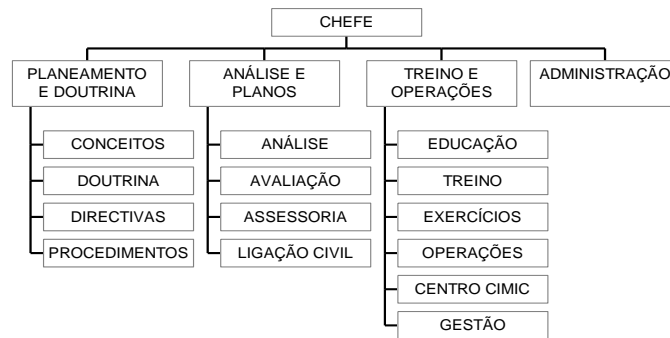 CHEFE
PLANEAMENTO
E DOUTRINA
ANÁLISE E
PLANOS
TREINO E
OPERAÇÕES
ADMINISTRAÇÃO
CONCEITOS
DOUTRINA
DIRECTIVAS
PROCEDIMENTOS
ANÁLISE
AVALIAÇÃO
ASSESSORIA
LIGAÇÃO CIVIL
EDUCAÇÃO
TREINO
EXERCÍCIOS
OPERAÇÕES
CENTRO CIMIC
GESTÃO